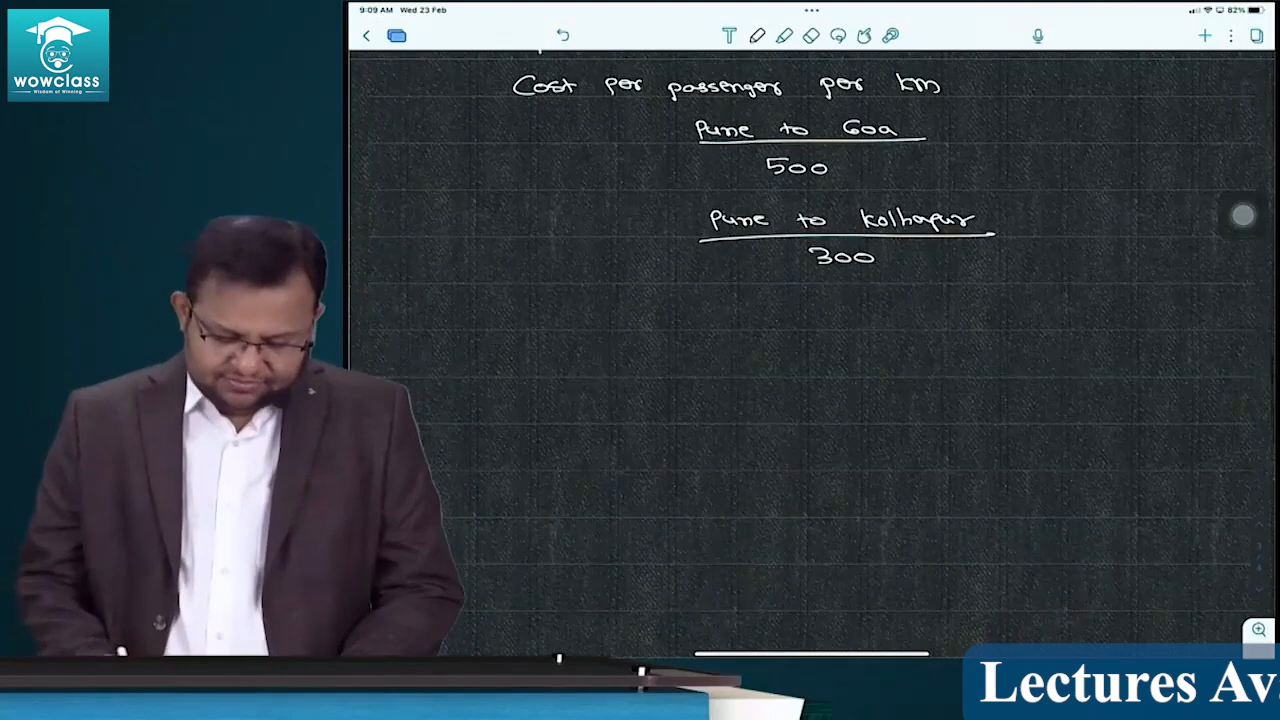 wowclass
Wisdom of Winning
9:09 AM Wed 23 Feb
82%
Cost per passenger per km
Pune to Goa
500
Pune to Kolhapur
300
Lectures Av